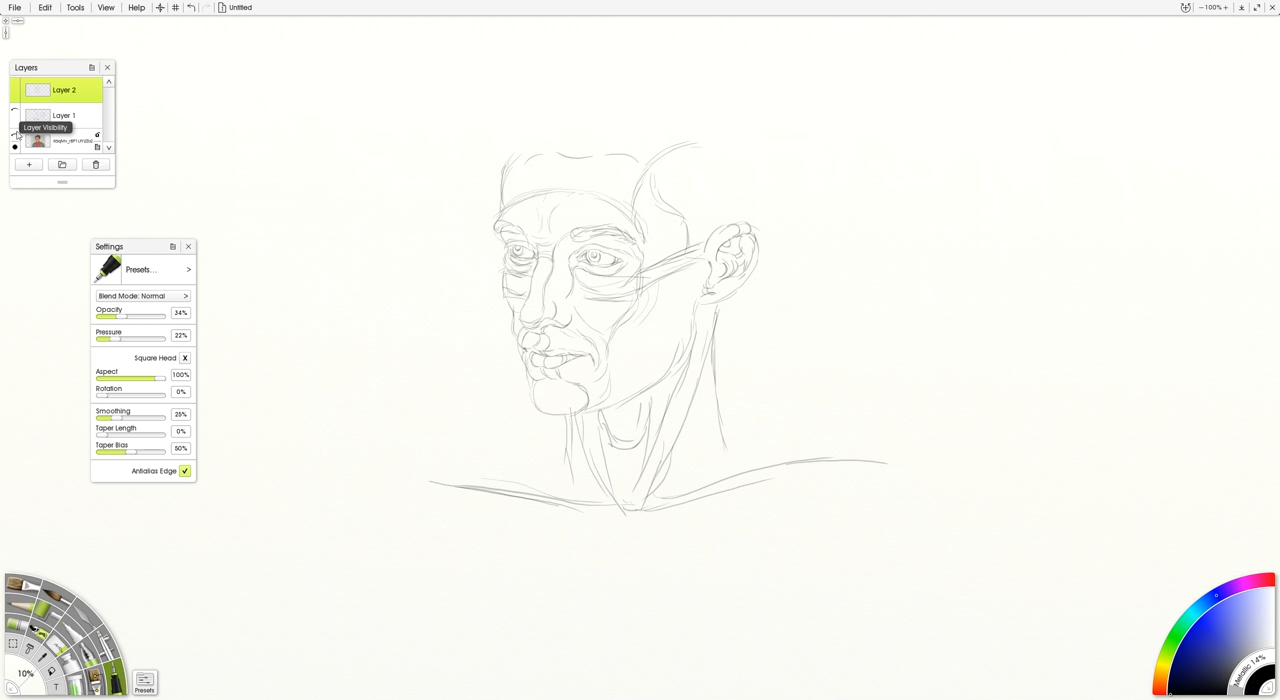 File Edit Tools View Help Untitled −100%+
Layers
Layer 2
Layer 1
Layer Visibility
+
Settings
Presets... >
Blend Mode: Normal >
Opacity 34%
Pressure 22%
Square Head X
Aspect 100%
Rotation 0%
Smoothing 25%
Taper Length 0%
Taper Bias 50%
Antialias Edge ✓
10%
T
Presets
Metallic 14%